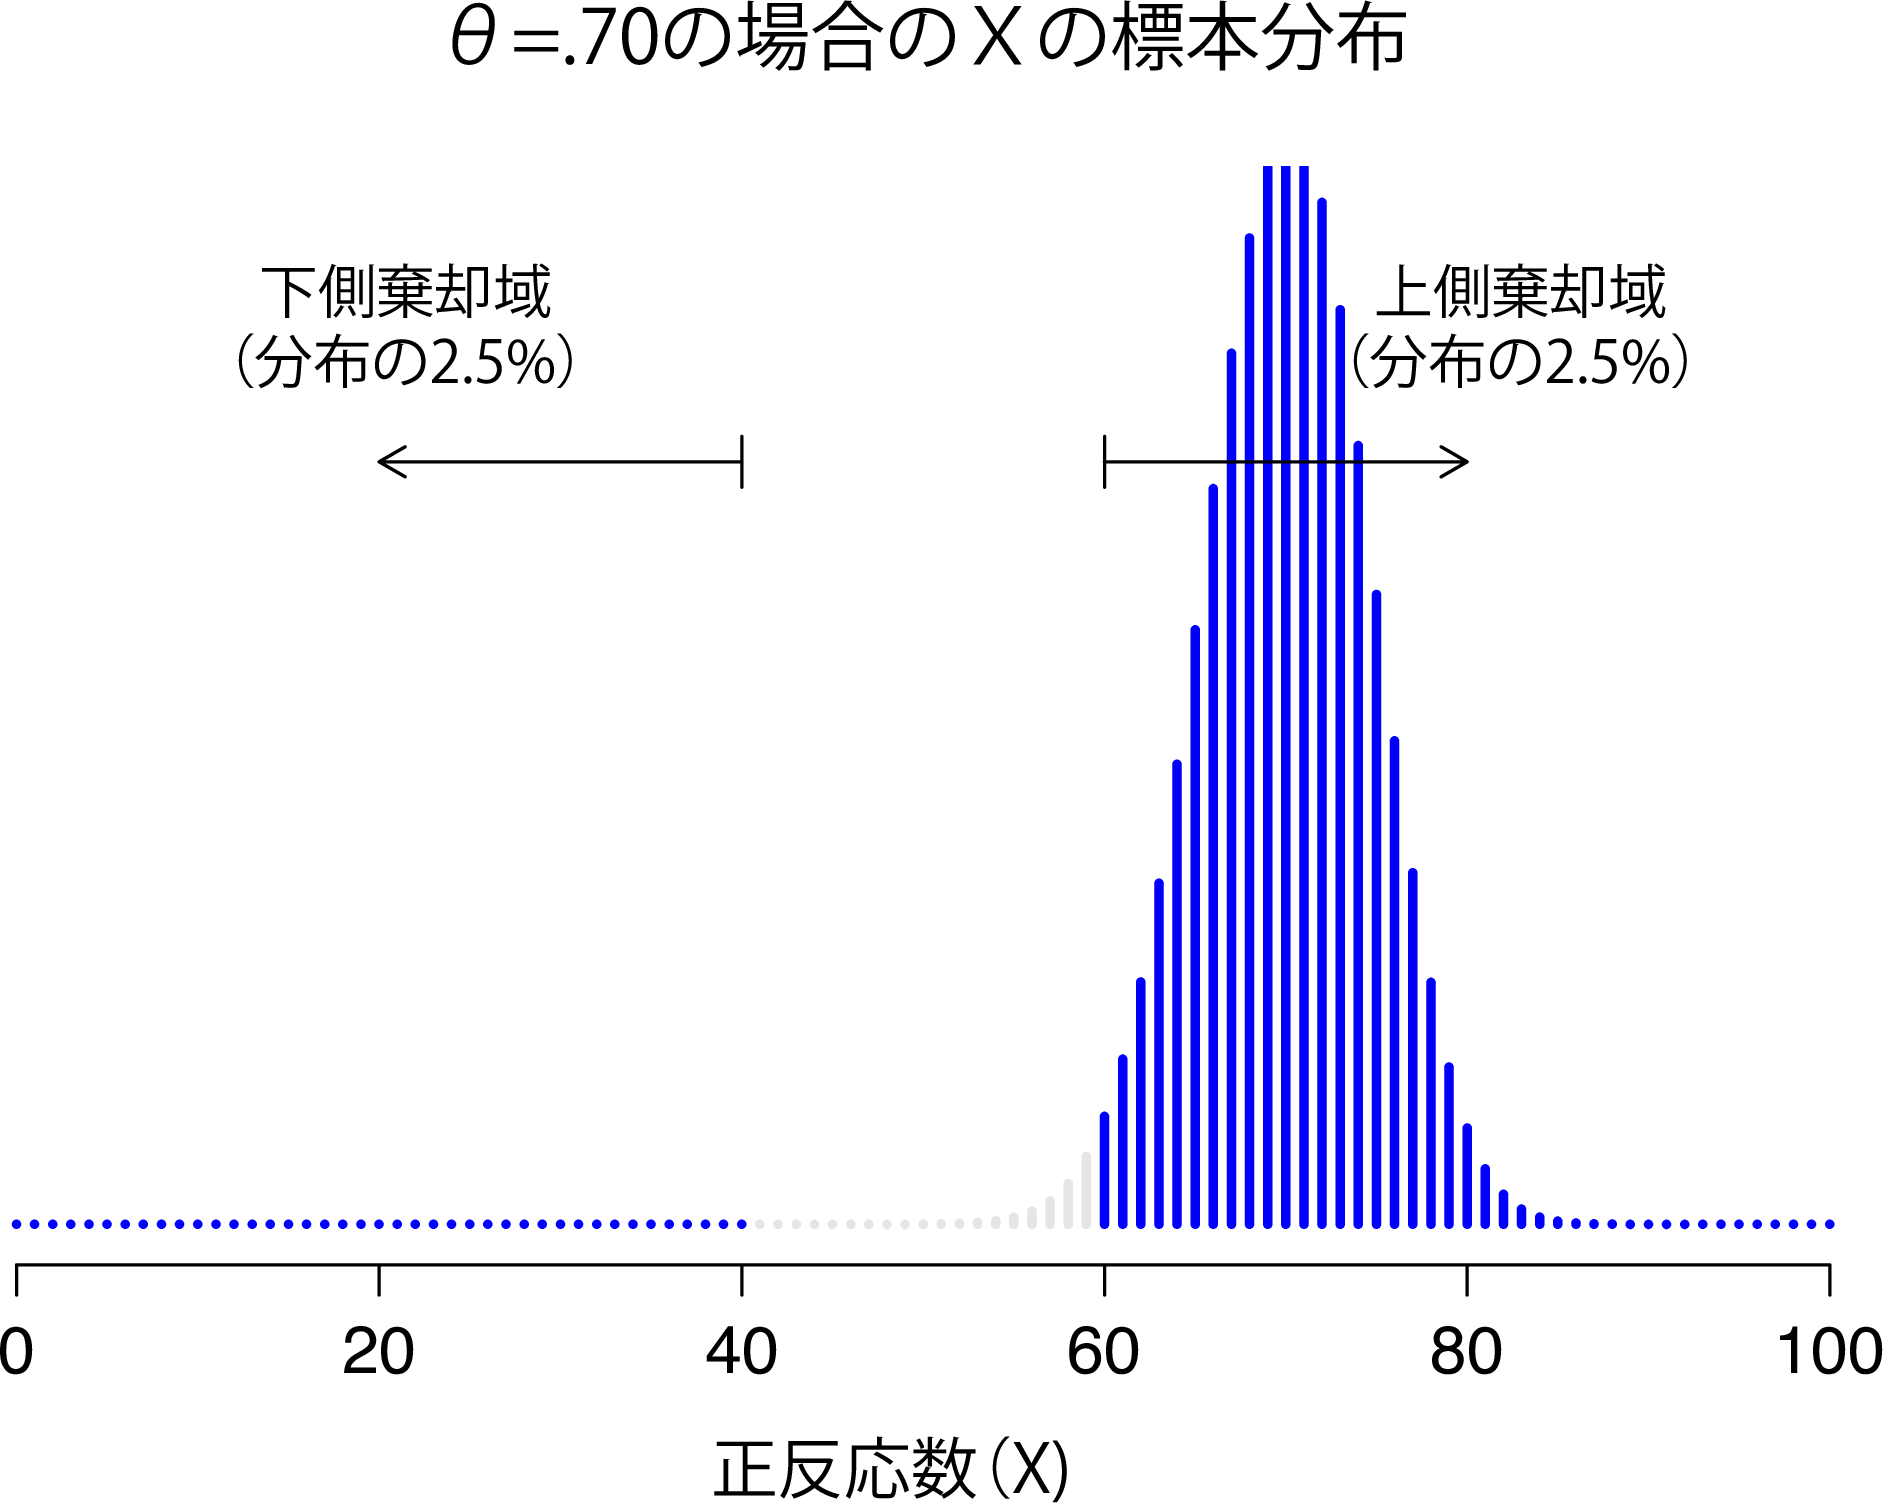 θ=.70の場合のXの標本分布
下側棄却域
（分布の2.5%）
上側棄却域
（分布の2.5%）
0 20 40 60 80 100
正反応数（X)